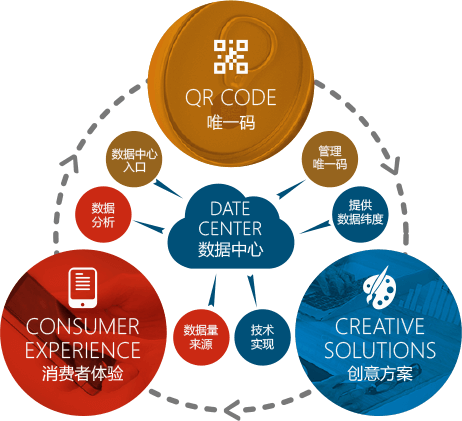 QR CODE
唯一码
数据中心
入口
管理
唯一码
数据
分析
DATE
CENTER
数据中心
提供
数据纬度
CONSUMER
EXPERIENCE
消费者体验
数据量
来源
技术
实现
CREATIVE
SOLUTIONS
创意方案